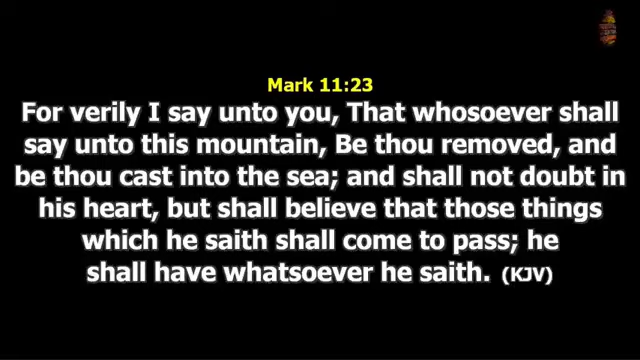 Mark 11:23
For verily I say unto you, That whosoever shall
say unto this mountain, Be thou removed, and
be thou cast into the sea; and shall not doubt in
his heart, but shall believe that those things
which he saith shall come to pass; he
shall have whatsoever he saith. (KJV)